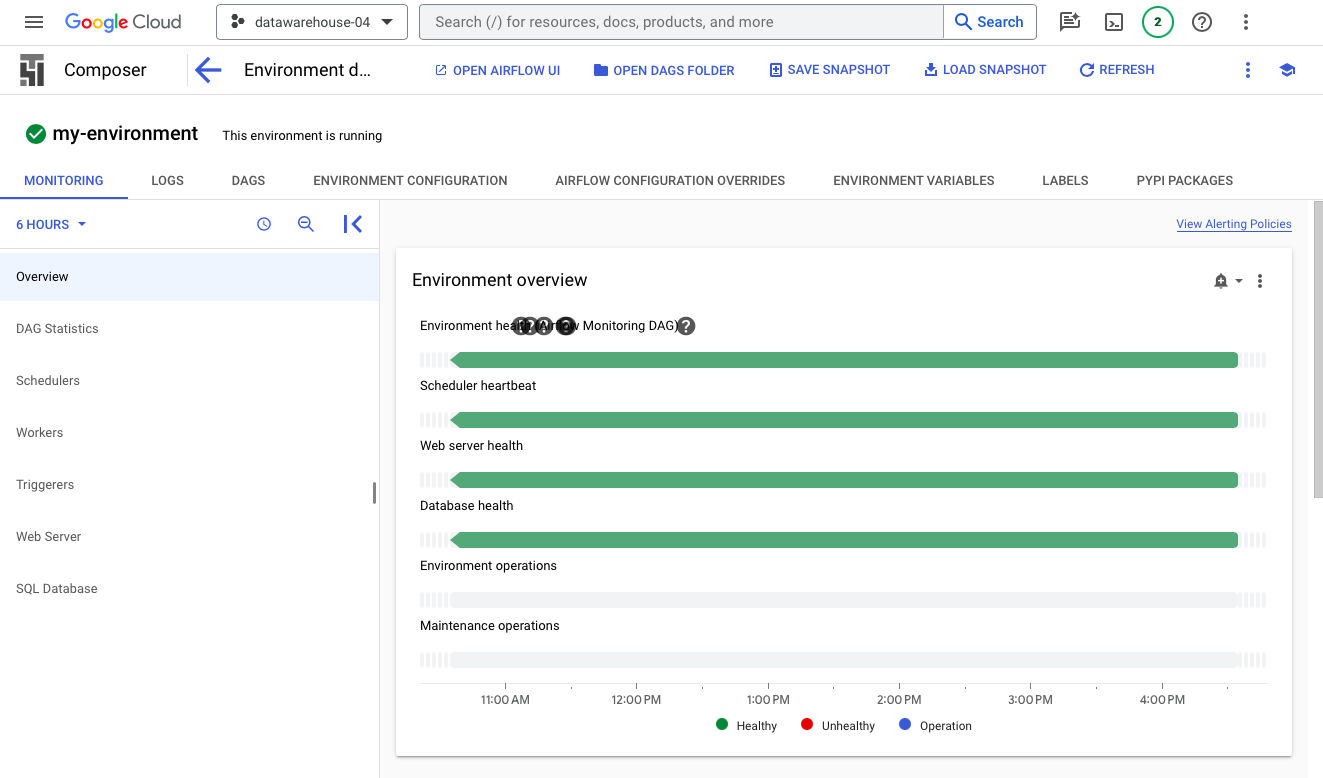 Google Cloud
datawarehouse-04
Search (/) for resources, docs, products, and more
Search
2
?
Composer
Environment d...
OPEN AIRFLOW UI
OPEN DAGS FOLDER
SAVE SNAPSHOT
LOAD SNAPSHOT
REFRESH
my-environment
This environment is running
MONITORING
LOGS
DAGS
ENVIRONMENT CONFIGURATION
AIRFLOW CONFIGURATION OVERRIDES
ENVIRONMENT VARIABLES
LABELS
PYPI PACKAGES
6 HOURS
View Alerting Policies
Overview
DAG Statistics
Schedulers
Workers
Triggerers
Web Server
SQL Database
Environment overview
Environment health (Airflow Monitoring DAG)
Scheduler heartbeat
Web server health
Database health
Environment operations
Maintenance operations
11:00 AM
12:00 PM
1:00 PM
2:00 PM
3:00 PM
4:00 PM
Healthy
Unhealthy
Operation